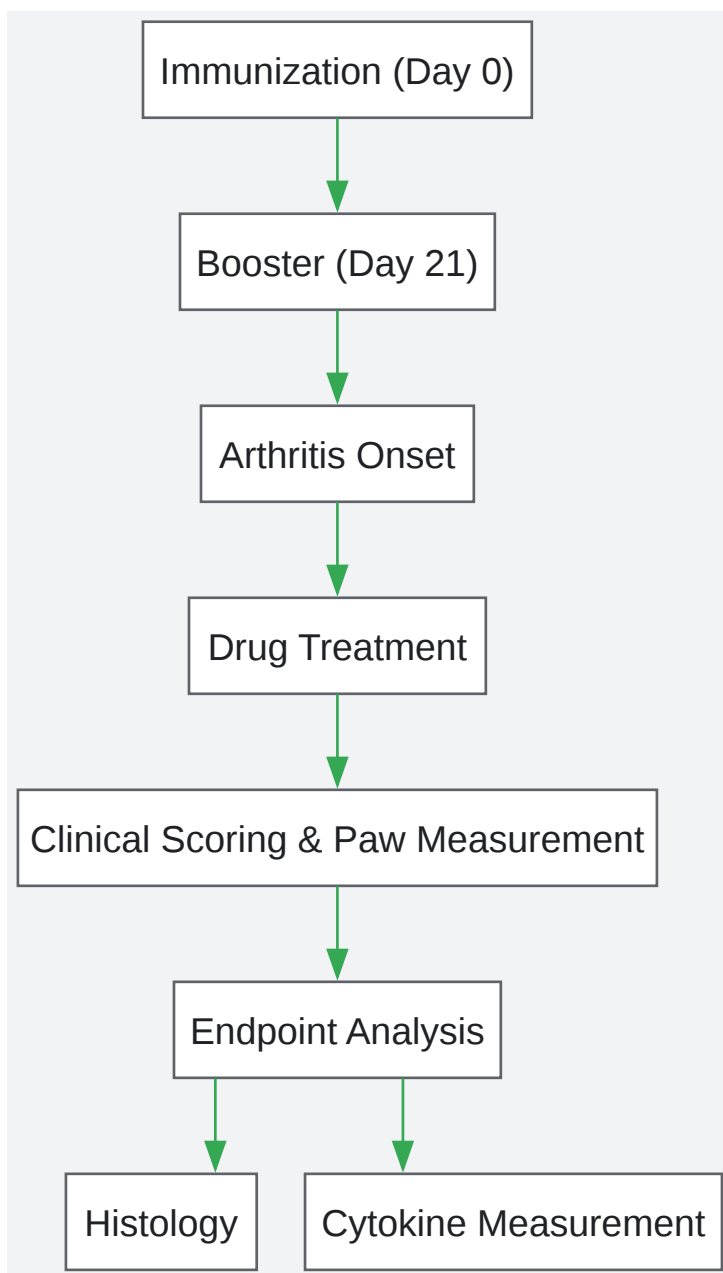 Immunization (Day 0)
Booster (Day 21)
Arthritis Onset
Drug Treatment
Clinical Scoring & Paw Measurement
Endpoint Analysis
Histology
Cytokine Measurement